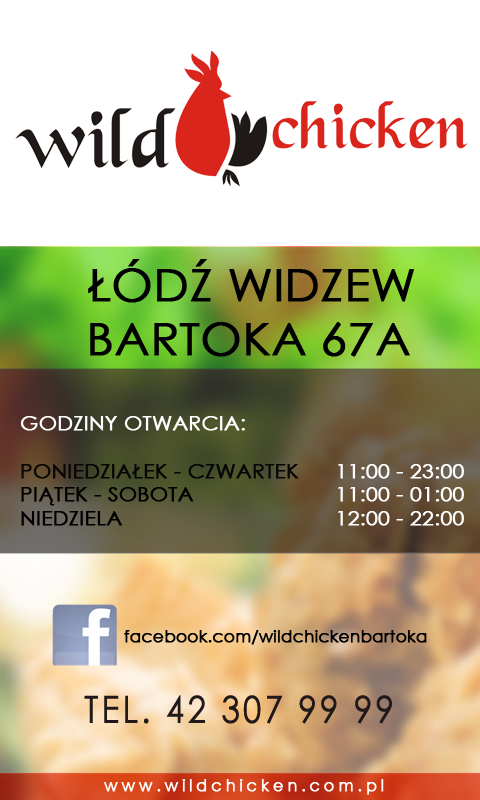 wild chicken
ŁÓDŹ WIDZEW
BARTOKA 67A
GODZINY OTWARCIA:
PONIEDZIAŁEK - CZWARTEK 11:00 - 23:00
PIĄTEK - SOBOTA 11:00 - 01:00
NIEDZIELA 12:00 - 22:00
f facebook.com/wildchickenbartoka
TEL. 42 307 99 99
www.wildchicken.com.pl